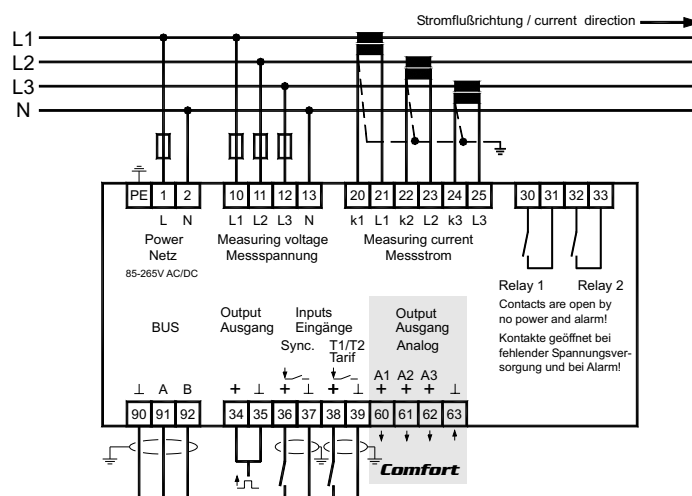 Stromflußrichtung / current direction
L1
L2
L3
N
PE 1 2 10 11 12 13 20 21 22 23 24 25 30 31 32 33
L N L1 L2 L3 N k1 L1 k2 L2 k3 L3
Power
Netz
85-265V AC/DC
Measuring voltage
Messspannung
Measuring current
Messstrom
Relay 1 Relay 2
Contacts are open by
no power and alarm!
Kontakte geöffnet bei
fehlender Spannungsver-
sorgung und bei Alarm!
BUS
Output
Ausgang
Inputs
Eingänge
Sync. T1/T2
Tarif
Output
Ausgang
Analog
A1 A2 A3
⊥ A B + ⊥ + ⊥ + ⊥ + + + ⊥
90 91 92 34 35 36 37 38 39 60 61 62 63
Comfort